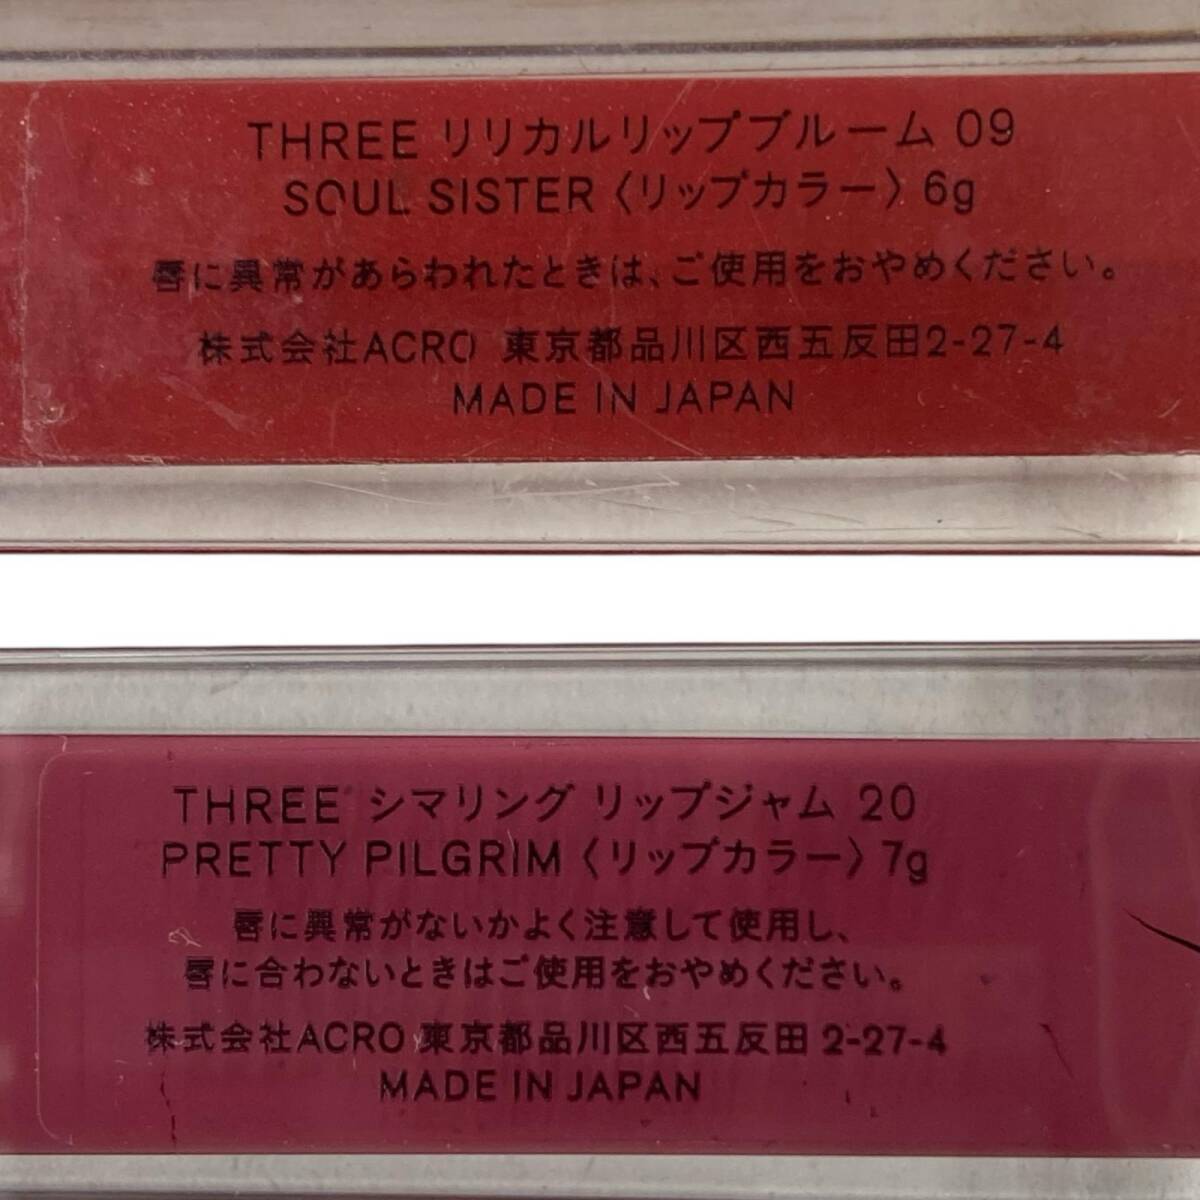 THREE リリカルリップブルーム 09
SOUL SISTER〈リップカラー〉6g
唇に異常があらわれたときは、ご使用をおやめください。
株式会社ACRO 東京都品川区西五反田2-27-4
MADE IN JAPAN
THREE シマリング リップジャム 20
PRETTY PILGRIM〈リップカラー〉7g
唇に異常がないかよく注意して使用し、
唇に合わないときはご使用をおやめください。
株式会社ACRO 東京都品川区西五反田 2-27-4
MADE IN JAPAN